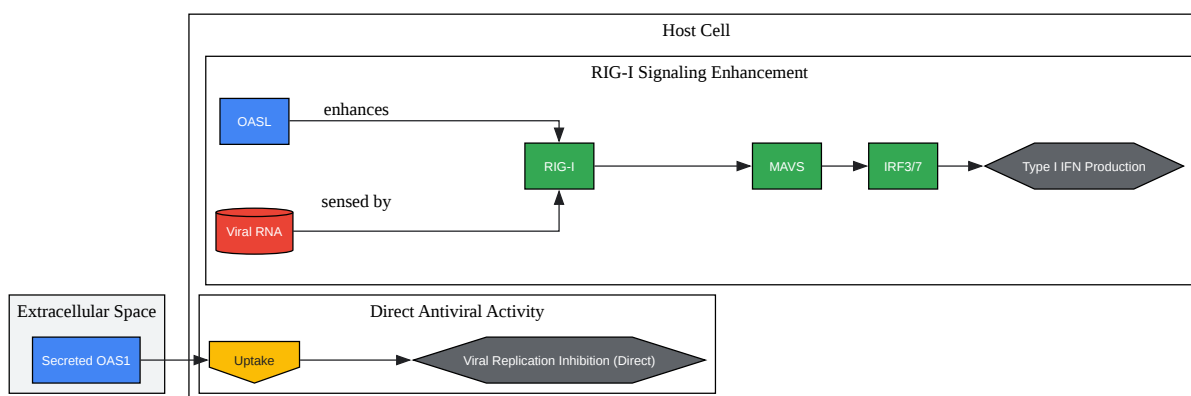 Host Cell
RIG-I Signaling Enhancement
OASL
enhances
RIG-I
MAVS
IRF3/7
Type I IFN Production
sensed by
Viral RNA
Extracellular Space
Direct Antiviral Activity
Secreted OAS1
Uptake
Viral Replication Inhibition (Direct)